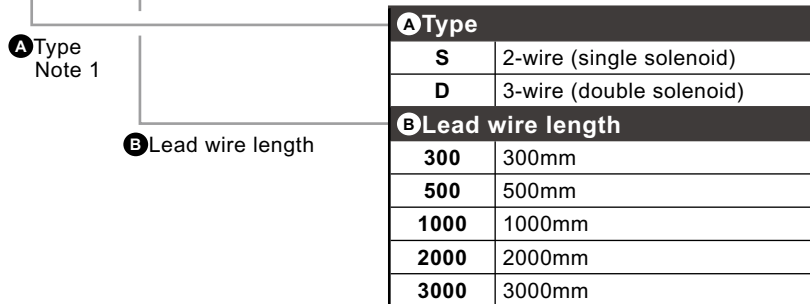 A Type
Note 1
B Lead wire length
A Type
S 2-wire (single solenoid)
D 3-wire (double solenoid)
B Lead wire length
300 300mm
500 500mm
1000 1000mm
2000 2000mm
3000 3000mm